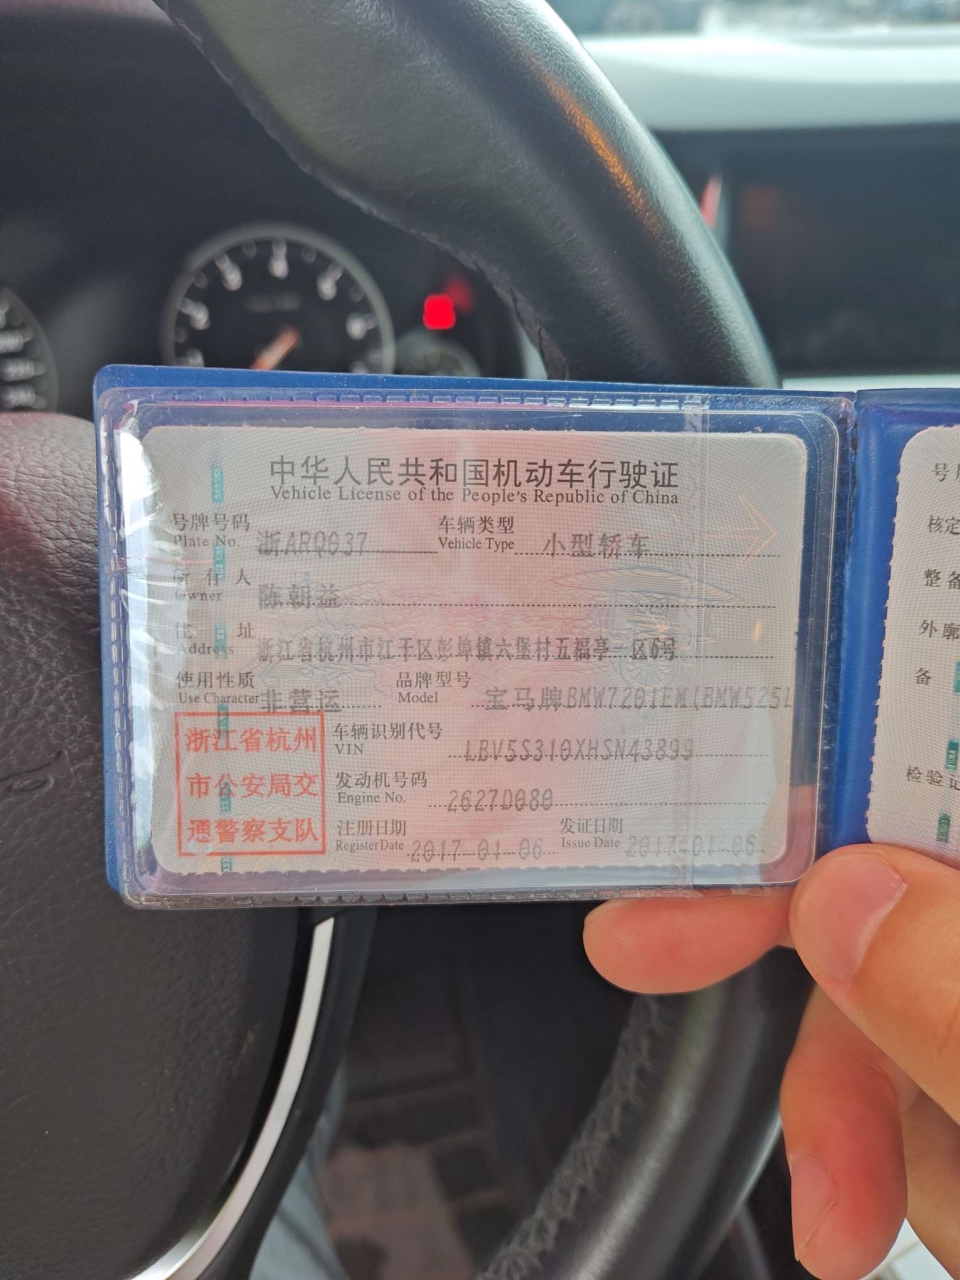 中华人民共和国机动车行驶证
Vehicle License of the People's Republic of China
号牌号码 浙ARQ037 车辆类型 小型轿车
Plate No. Vehicle Type
所有人 陈朝益
Owner
住址 浙江省杭州市江干区彭埠镇六堡村五福亭一区6号
Address
使用性质 非营运 品牌型号 宝马牌BMW7201EM(BMW525l
Use Character Model
浙江省杭州
市公安局交
通警察支队
车辆识别代号 LBV5S310XHSN43899
VIN
发动机号码 2627D080
Engine No.
注册日期 2017-01-06 发证日期 2017-01-06
Register Date Issue Date
号
核定
整备
外廓
备
检验记